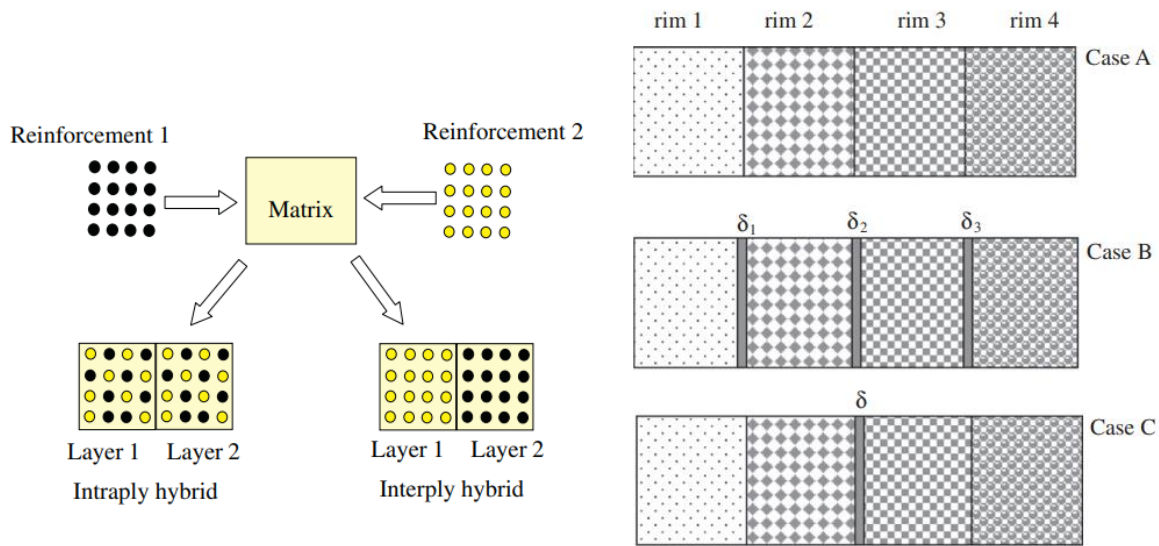 Reinforcement 1
Reinforcement 2
Matrix
Layer 1 Layer 2
Intraply hybrid
Layer 1 Layer 2
Interply hybrid
rim 1 rim 2 rim 3 rim 4
Case A
δ1 δ2 δ3
Case B
δ
Case C